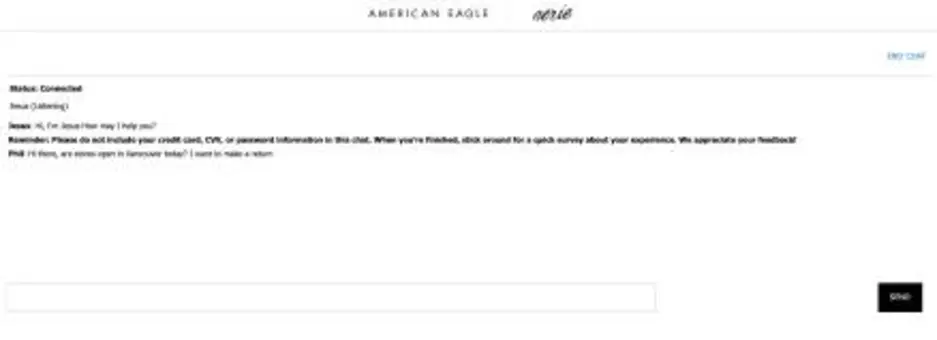 AMERICAN EAGLE aerie
END CHAT
Status: Connected
Jesus (Listening)
Jesus: Hi, I'm Jesus How may I help you?
Reminder: Please do not include your credit card, CVV, or password information in this chat. When you're finished, stick around for a quick survey about your experience. We appreciate your feedback!
Phil: Hi there, are stores open in Vancouver today? I want to make a return
SEND